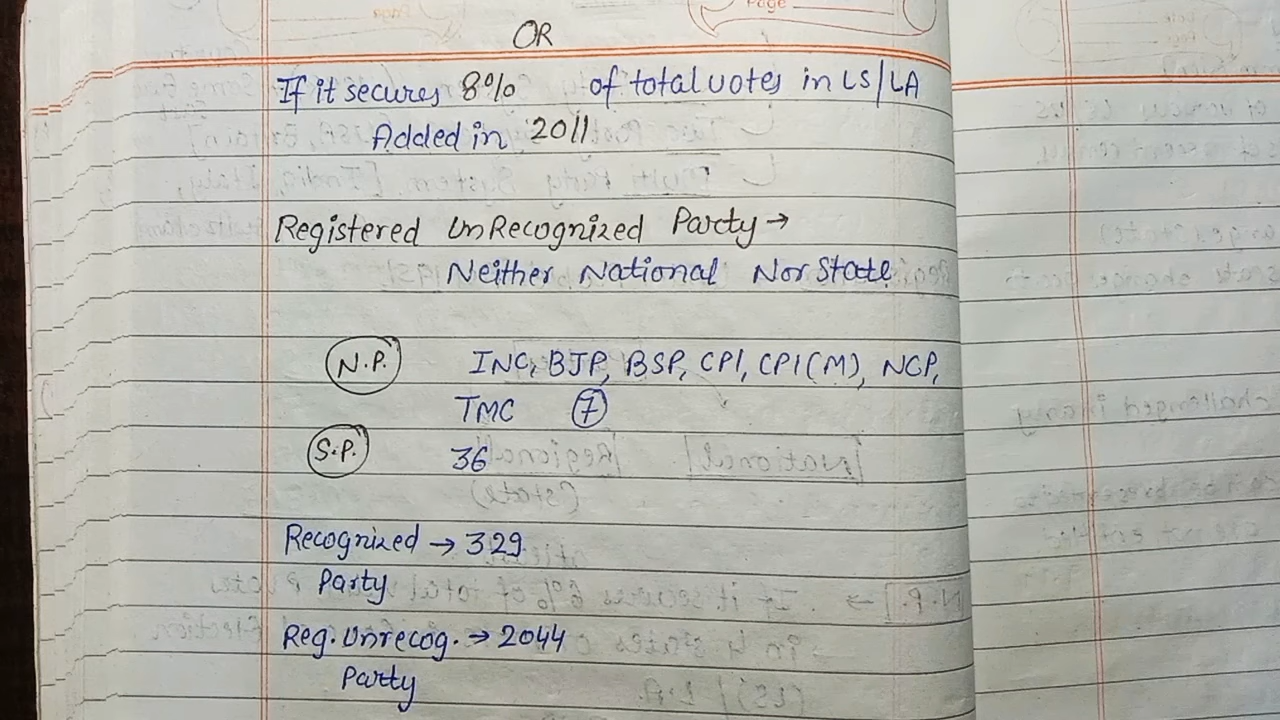 Page
OR
If it secures 8% of total votes in LS/LA
Added in 2011
Registered UnRecognized Party →
Neither National Nor State
N.P. INC, BJP, BSP, CPI, CPI(M), NCP,
TMC 7
S.P. 36
Recognized → 329
Party
Reg. Unrecog. → 2044
Party